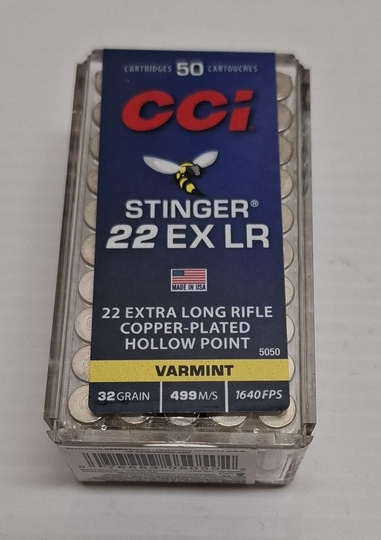 CARTRIDGES 50 CARTOUCHES
CCi
STINGER®
22 EX LR
MADE IN USA
22 EXTRA LONG RIFLE
COPPER-PLATED
HOLLOW POINT
5050
VARMINT
32 GRAIN 499 M/S 1640 FPS